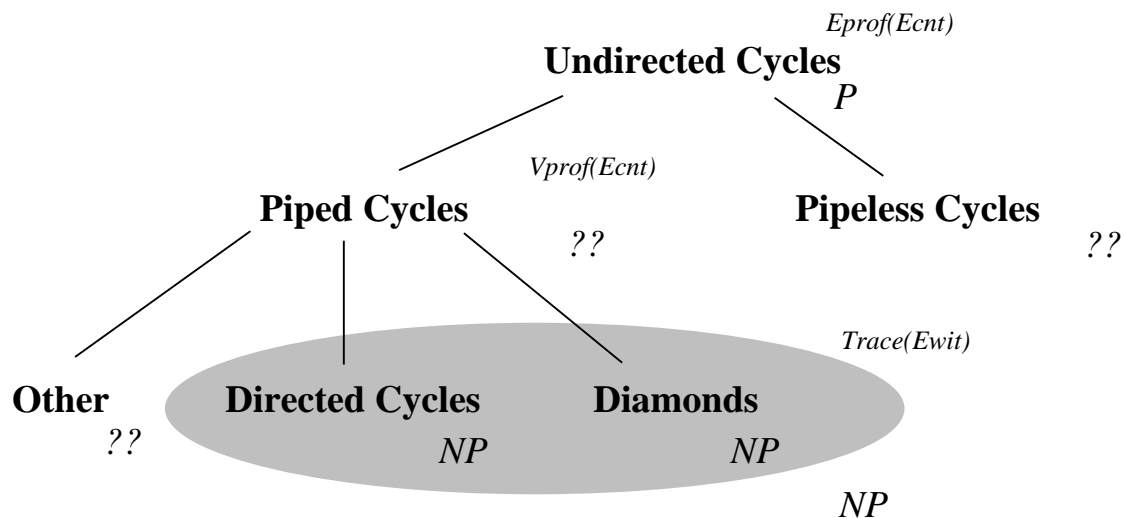 Eprof(Ecnt)
Undirected Cycles
P
Vprof(Ecnt)
Piped Cycles
Pipeless Cycles
??
??
Trace(Ewit)
Other
Directed Cycles
Diamonds
??
NP
NP
NP